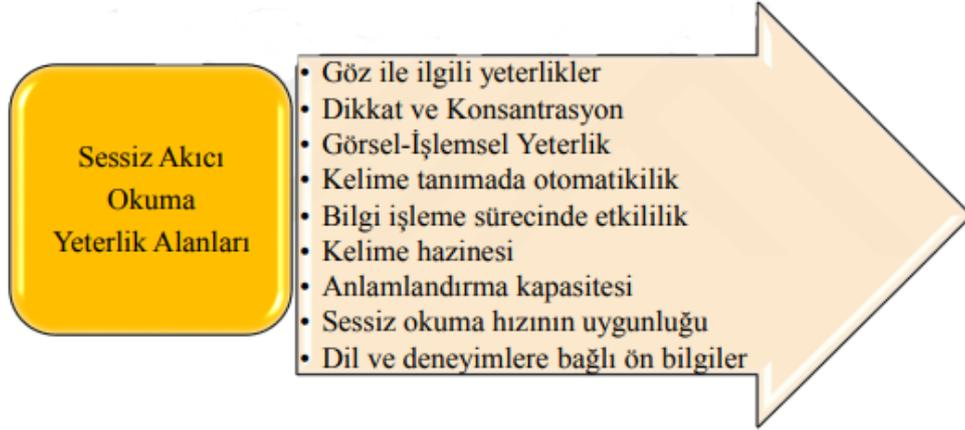 Sessiz Akıcı
Okuma
Yeterlik Alanları
• Göz ile ilgili yeterlikler
• Dikkat ve Konsantrasyon
• Görsel-İşlemsel Yeterlik
• Kelime tanımada otomatikilik
• Bilgi işleme sürecinde etkililik
• Kelime hazinesi
• Anlamlandırma kapasitesi
• Sessiz okuma hızının uygunluğu
• Dil ve deneyimlere bağlı ön bilgiler